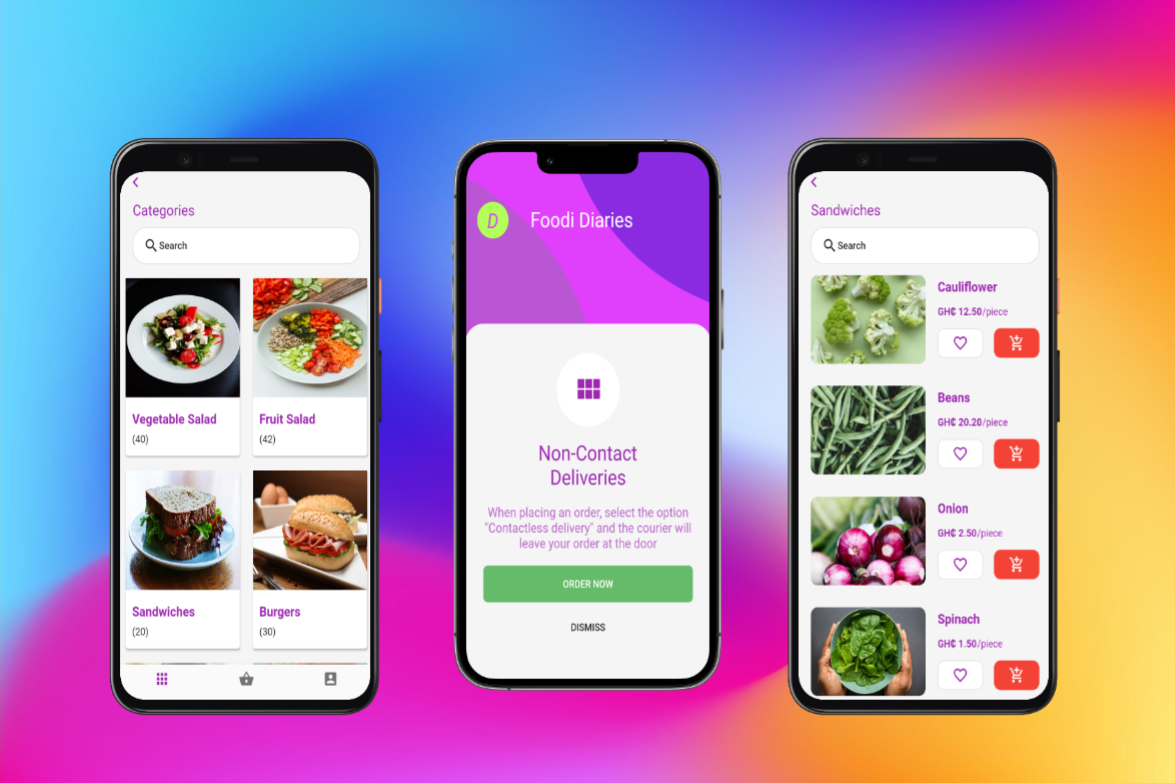 Categories
Search
Vegetable Salad
(40)
Fruit Salad
(42)
Sandwiches
(20)
Burgers
(30)
D
Foodi Diaries
Non-Contact
Deliveries
When placing an order, select the option
"Contactless delivery" and the courier will
leave your order at the door
ORDER NOW
DISMISS
Sandwiches
Search
Cauliflower
GH₵ 12.50/piece
Beans
GH₵ 20.20/piece
Onion
GH₵ 2.50/piece
Spinach
GH₵ 1.50/piece